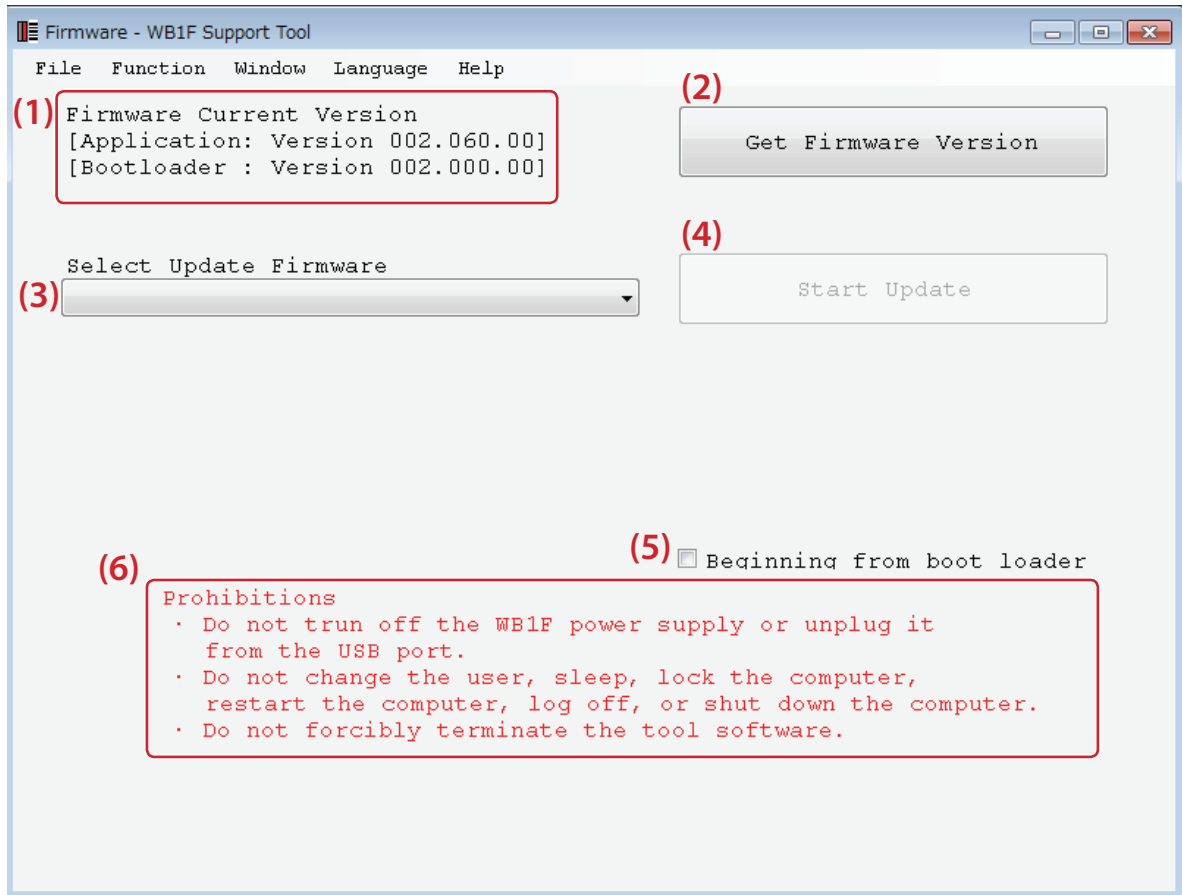 Firmware - WB1F Support Tool
File Function Window Language Help
(1)
Firmware Current Version
[Application: Version 002.060.00]
[Bootloader : Version 002.000.00]
(2)
Get Firmware Version
Select Update Firmware
(3)
(4)
Start Update
(5)
Beginning from boot loader
(6)
Prohibitions
· Do not trun off the WB1F power supply or unplug it
from the USB port.
· Do not change the user, sleep, lock the computer,
restart the computer, log off, or shut down the computer.
· Do not forcibly terminate the tool software.